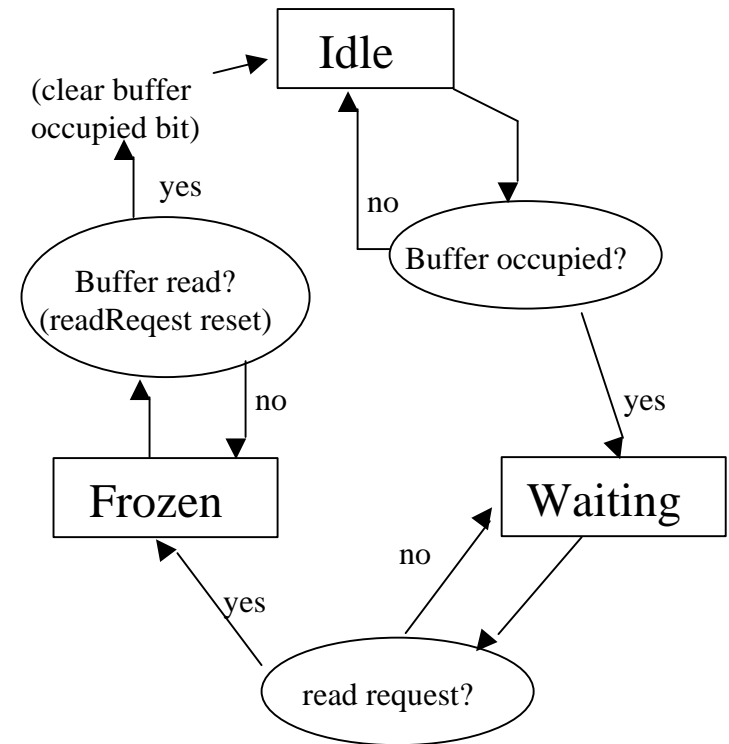 Idle
(clear buffer
occupied bit)
yes
no
Buffer occupied?
Buffer read?
(readReqest reset)
no
yes
Frozen
Waiting
no
yes
read request?